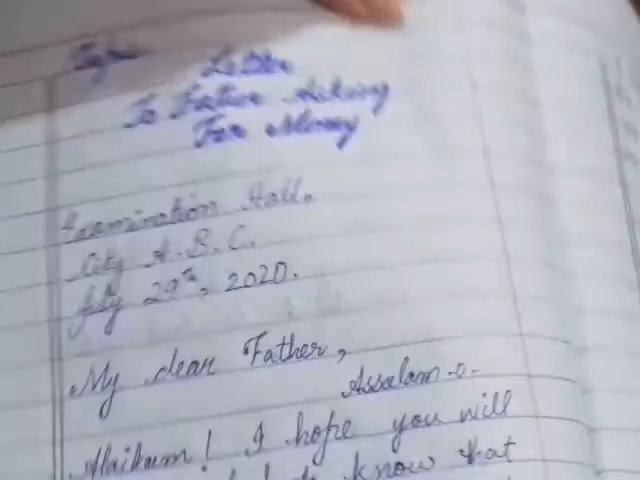 Letter
To Father Asking
For Money
Examination Hall.
City A.B.C.
July 29th, 2020.
My dear Father,
Assalam-o-
Alaikum! I hope you will
know that